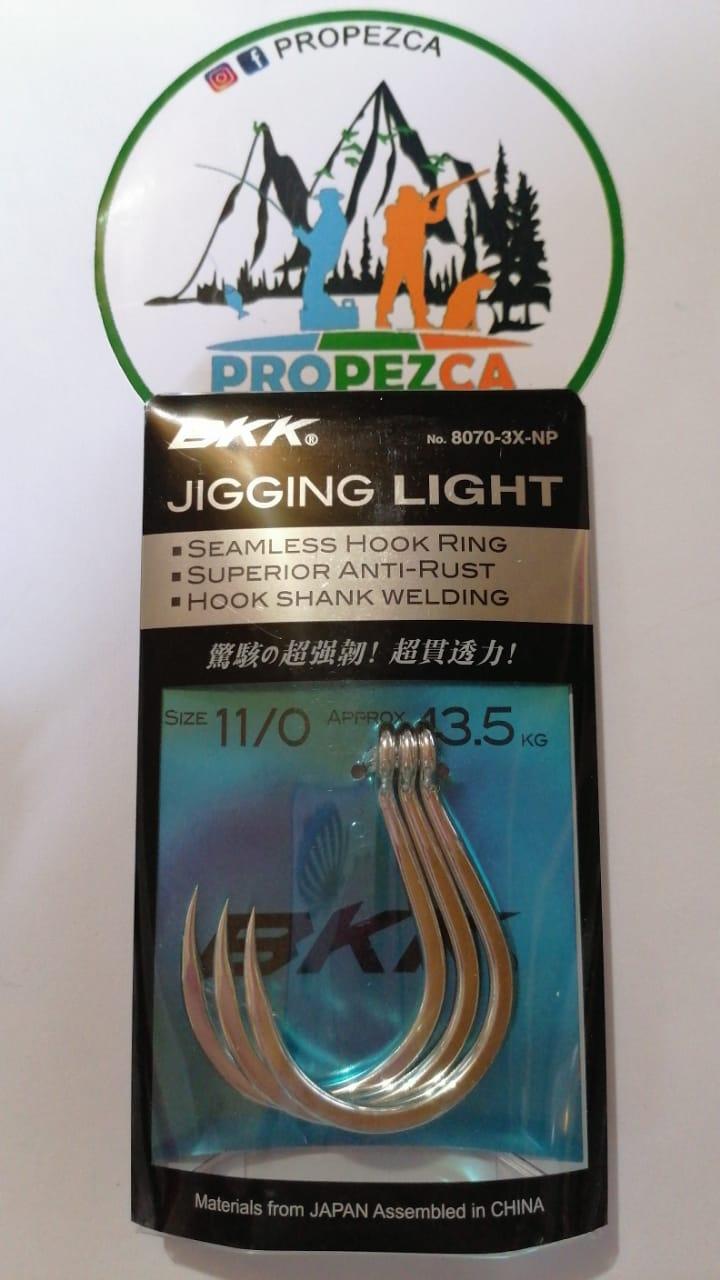 PROPEZCA
PROPEZCA
BKK® No. 8070-3X-NP
JIGGING LIGHT
▪ SEAMLESS HOOK RING
▪ SUPERIOR ANTI-RUST
▪ HOOK SHANK WELDING
驚駭の超强韌! 超貫透力!
SIZE 11/0 APPROX. 43.5 KG
BKK
Materials from JAPAN Assembled in CHINA